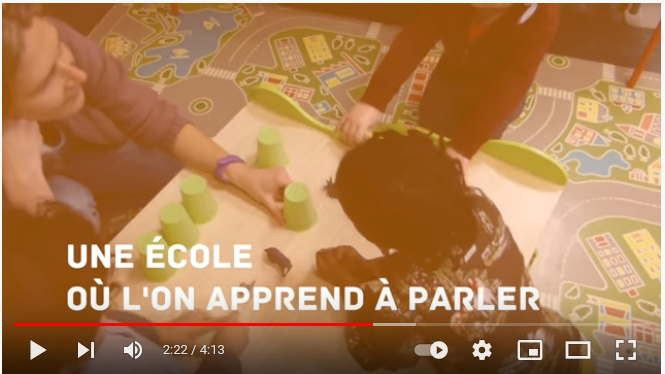 UNE ÉCOLE
OÙ L'ON APPREND À PARLER
2:22 / 4:13